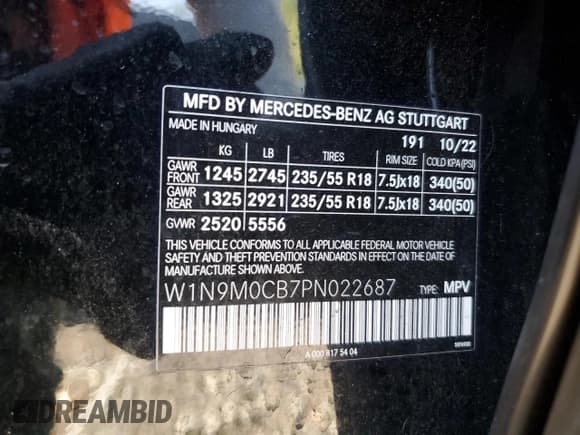 MFD BY MERCEDES-BENZ AG STUTTGART
MADE IN HUNGARY 191 10/22
KG LB TIRES RIM SIZE COLD KPA(PSI)
GAWR FRONT 1245 2745 235/55 R18 7.5Jx18 340(50)
GAWR REAR 1325 2921 235/55 R18 7.5Jx18 340(50)
GVWR 2520 5556
THIS VEHICLE CONFORMS TO ALL APPLICABLE FEDERAL MOTOR VEHICLE
SAFETY AND THEFT PREVENTION STANDARDS IN EFFECT
ON THE DATE OF MANUFACTURE SHOWN ABOVE.
W1N9M0CB7PN022687 TYPE: MPV
A 000 817 54 04
DREAMBID